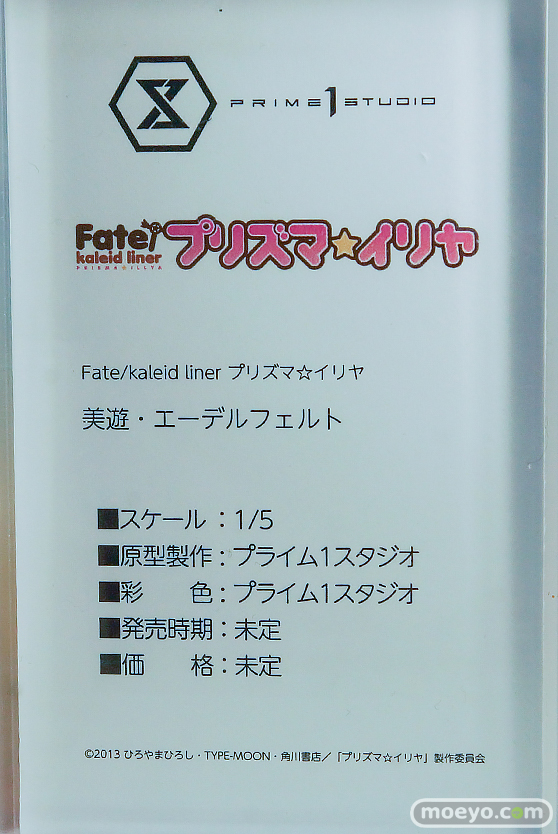 PRIME 1 STUDIO
Fate/ プリズマ☆イリヤ
kaleid liner
PRISMA☆ILLYA
Fate/kaleid liner プリズマ☆イリヤ
美遊・エーデルフェルト
■スケール：1/5
■原型製作：プライム1スタジオ
■彩　　色：プライム1スタジオ
■発売時期：未定
■価　　格：未定
©2013 ひろやまひろし・TYPE-MOON・角川書店／「プリズマ☆イリヤ」製作委員会
moeyo.com